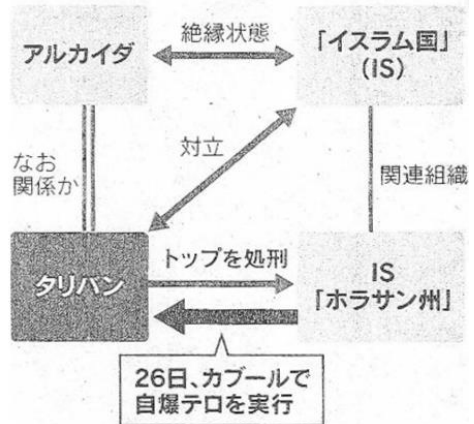 アルカイダ
絶縁状態
「イスラム国」
(IS)
なお
関係か
対立
関連組織
タリバン
トップを処刑
IS
「ホラサン州」
26日、カブールで
自爆テロを実行